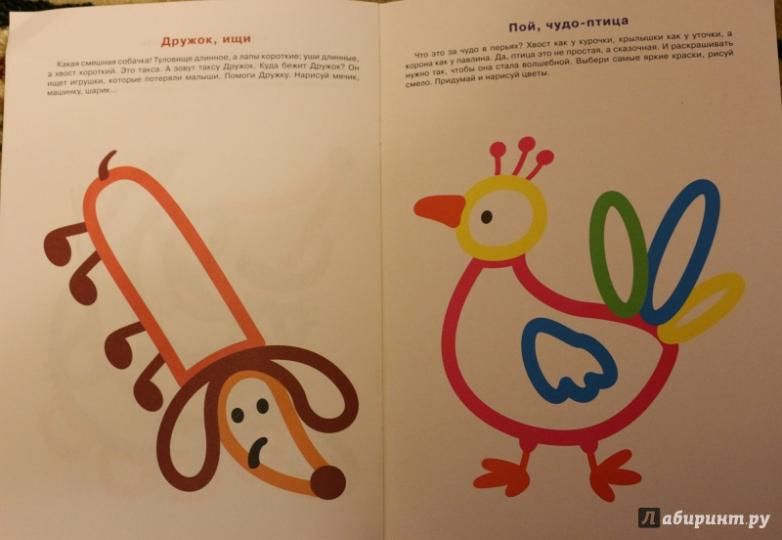 Дружок, ищи
Какая смешная собачка! Туловище длинное, а лапы короткие; уши длинные,
а хвост короткий. Это такса. А зовут таксу Дружок. Куда бежит Дружок? Он
ищет игрушки, которые потеряли малыши. Помоги Дружку. Нарисуй мячик,
машинку, шарик...
Пой, чудо-птица
Что это за чудо в перьях? Хвост как у курочки, крылышки как у уточки, а
корона как у павлина. Да, птица это не простая, а сказочная. И раскрашивать
нужно так, чтобы она стала волшебной. Выбери самые яркие краски, рисуй
смело. Придумай и нарисуй цветы.
Лабиринт.ру